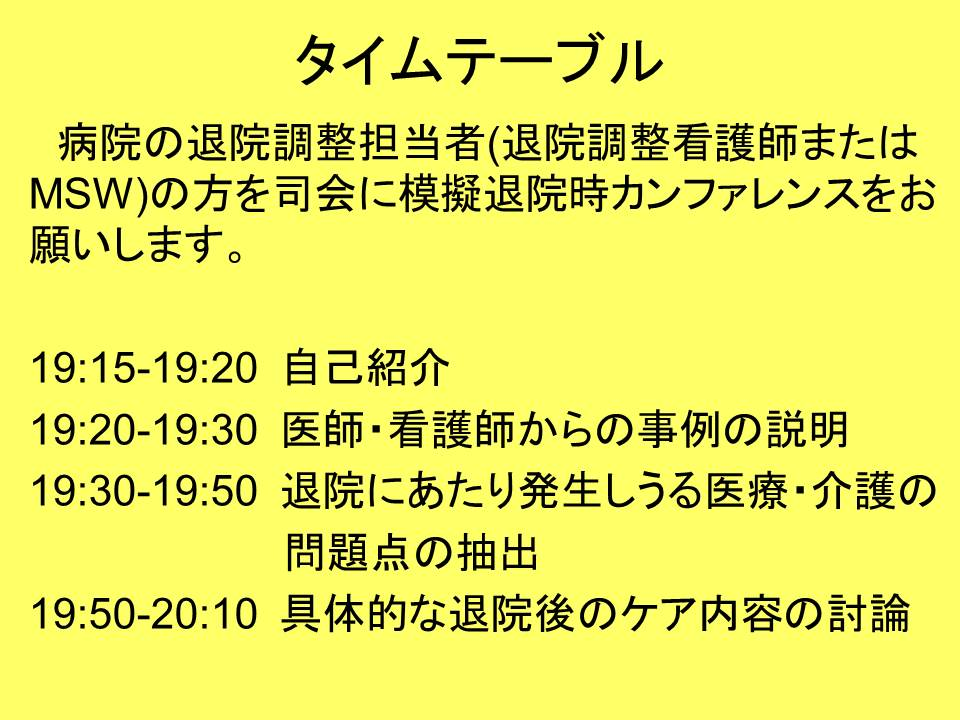 タイムテーブル
病院の退院調整担当者(退院調整看護師または
MSW)の方を司会に模擬退院時カンファレンスをお
願いします。
19:15-19:20 自己紹介
19:20-19:30 医師・看護師からの事例の説明
19:30-19:50 退院にあたり発生しうる医療・介護の
問題点の抽出
19:50-20:10 具体的な退院後のケア内容の討論